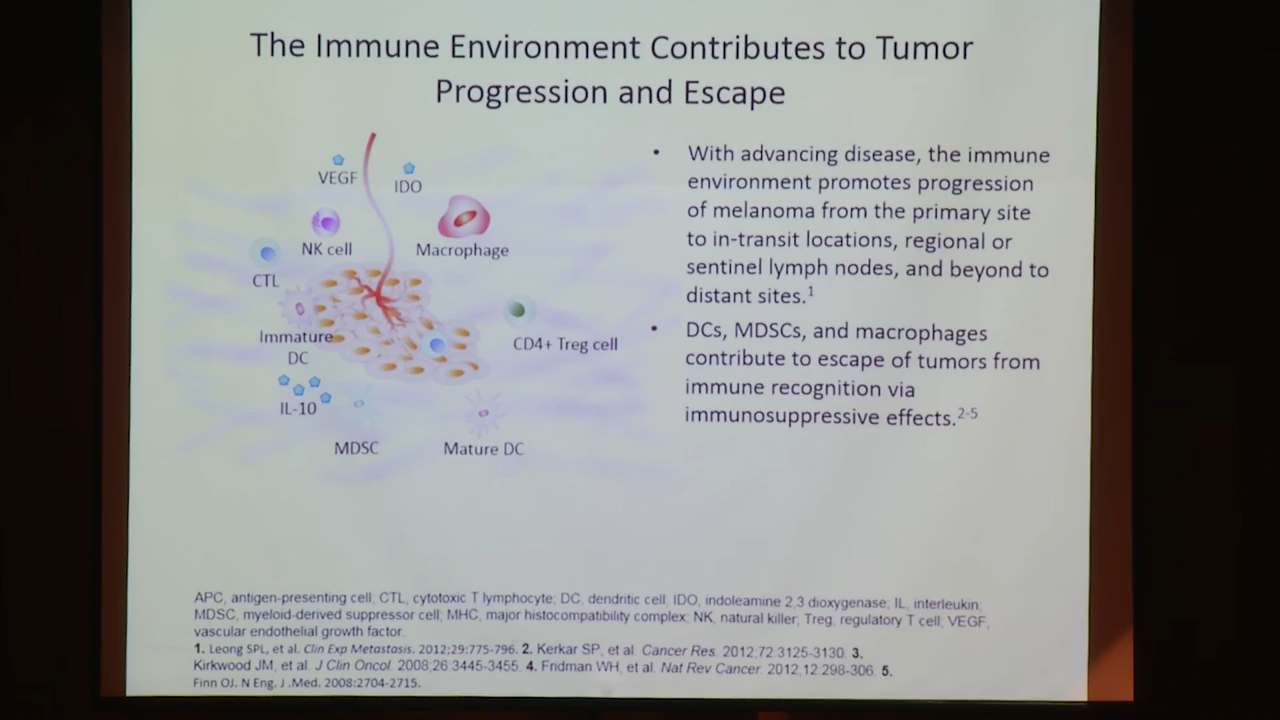 The Immune Environment Contributes to Tumor
Progression and Escape
VEGF
IDO
NK cell
Macrophage
CTL
Immature
DC
CD4+ Treg cell
IL-10
MDSC
Mature DC
• With advancing disease, the immune
environment promotes progression
of melanoma from the primary site
to in-transit locations, regional or
sentinel lymph nodes, and beyond to
distant sites.1
• DCs, MDSCs, and macrophages
contribute to escape of tumors from
immune recognition via
immunosuppressive effects.2-5
APC, antigen-presenting cell; CTL, cytotoxic T lymphocyte; DC, dendritic cell; IDO, indoleamine 2,3 dioxygenase; IL, interleukin;
MDSC, myeloid-derived suppressor cell; MHC, major histocompatibility complex; NK, natural killer; Treg, regulatory T cell; VEGF,
vascular endothelial growth factor.
1. Leong SPL, et al. Clin Exp Metastasis. 2012;29:775-796. 2. Kerkar SP, et al. Cancer Res. 2012;72:3125-3130. 3.
Kirkwood JM, et al. J Clin Oncol. 2008;26:3445-3455. 4. Fridman WH, et al. Nat Rev Cancer. 2012;12:298-306. 5.
Finn OJ. N Eng. J .Med. 2008:2704-2715.